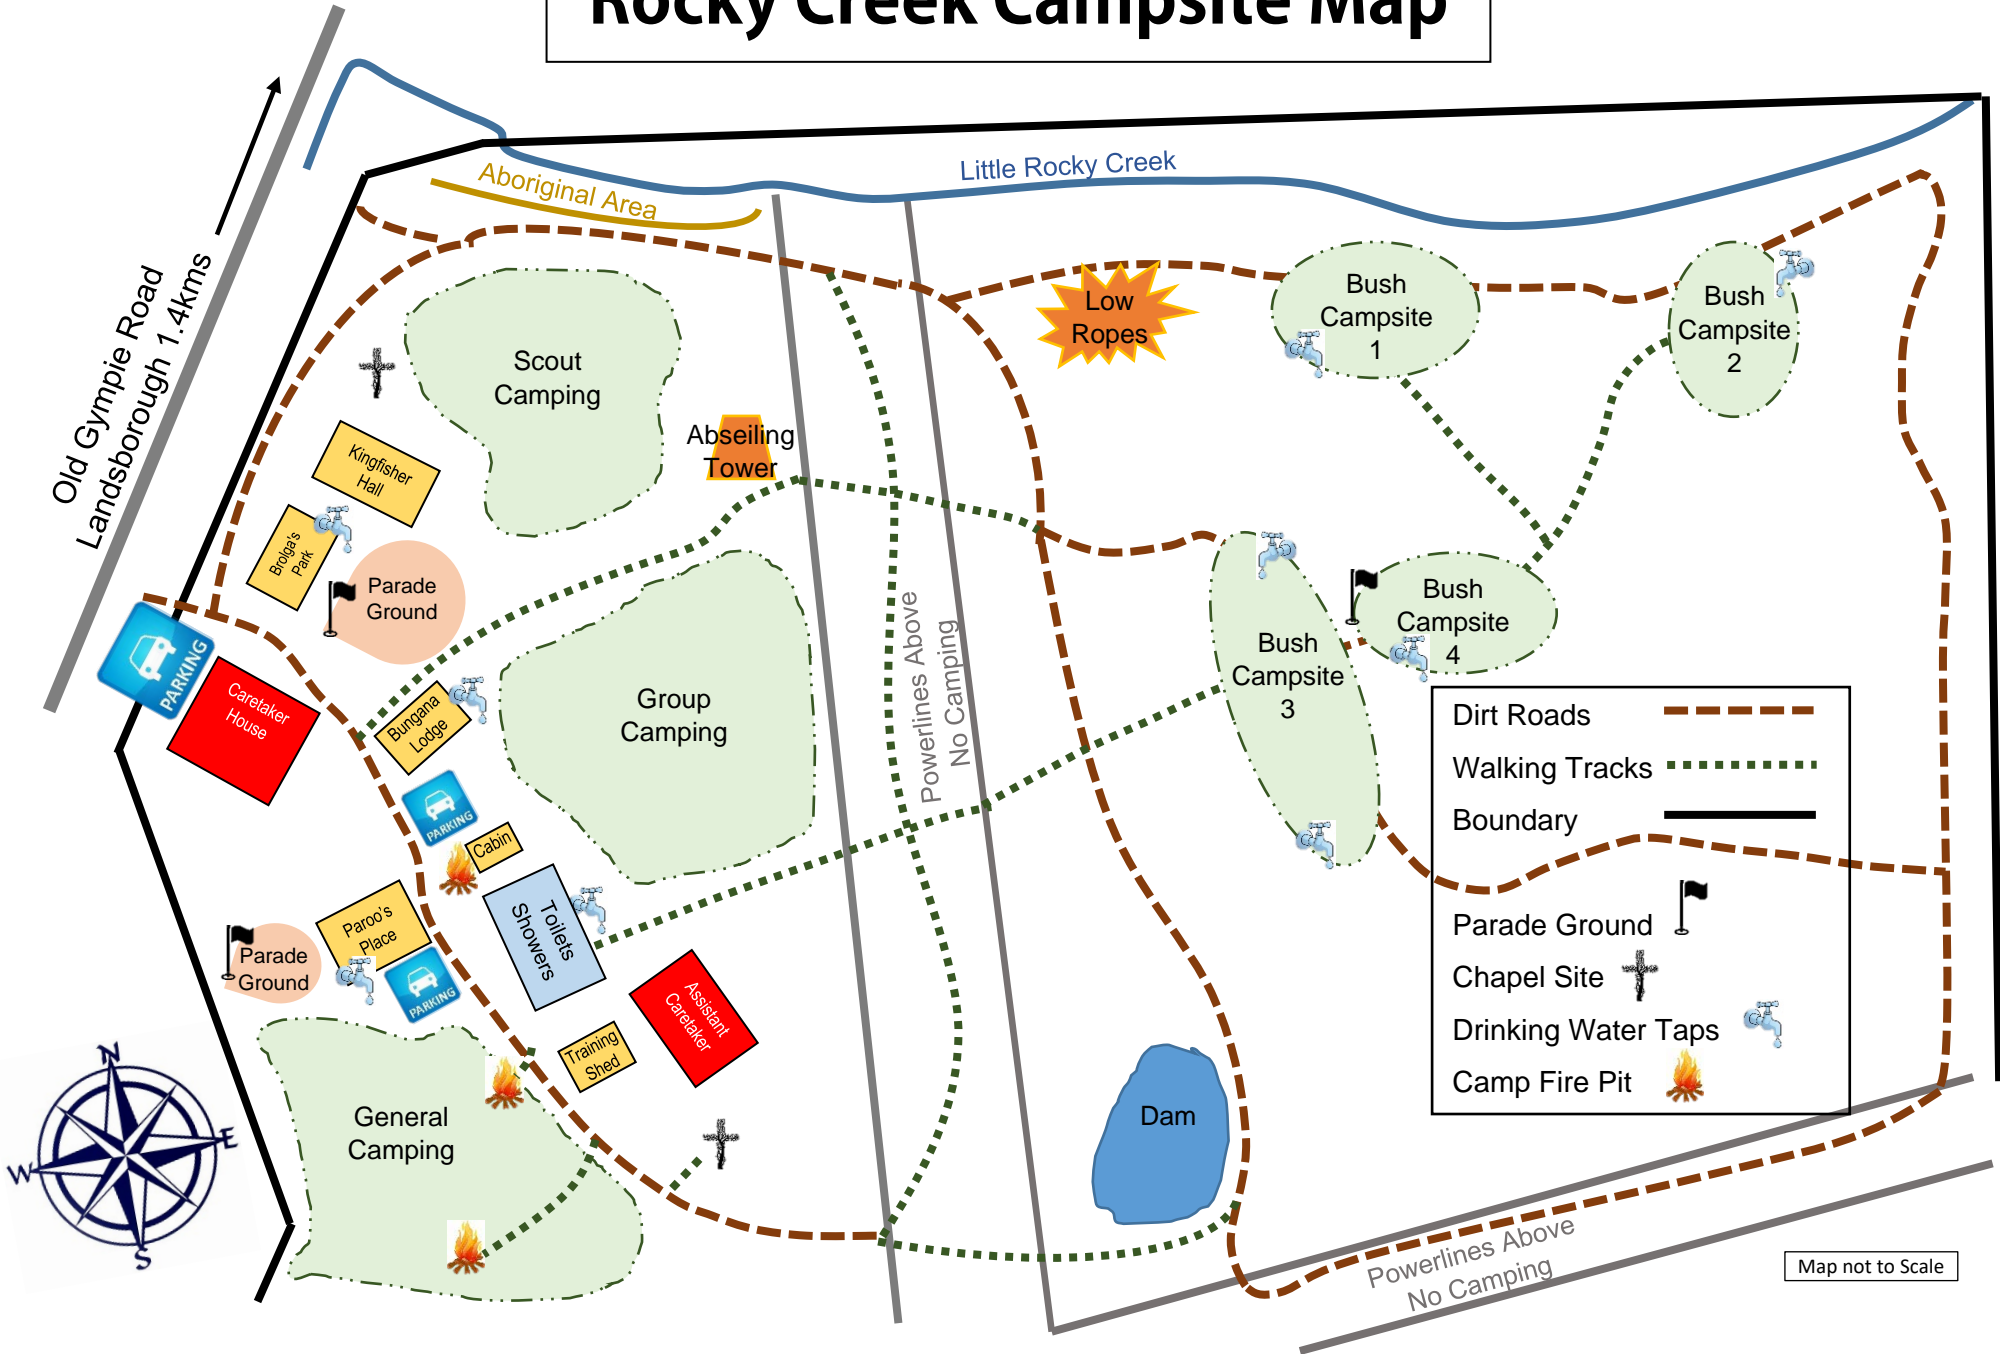 Rocky Creek Campsite Map
Old Gympie Road
Landsborough 1.4kms
Aboriginal Area
Little Rocky Creek
Scout
Camping
Abseiling
Tower
Low
Ropes
Bush
Campsite
1
Bush
Campsite
2
Kingfisher
Hall
Brolga's
Park
Parade
Ground
PARKING
Caretaker
House
Bungana
Lodge
Group
Camping
Powerlines Above
No Camping
Bush
Campsite
3
Bush
Campsite
4
PARKING
Cabin
Toilets
Showers
Paroo's
Place
Parade
Ground
PARKING
Assistant
Caretaker
Training
Shed
General
Camping
Dam
N
E
S
W
Dirt Roads
Walking Tracks
Boundary
Parade Ground
Chapel Site
Drinking Water Taps
Camp Fire Pit
Powerlines Above
No Camping
Map not to Scale